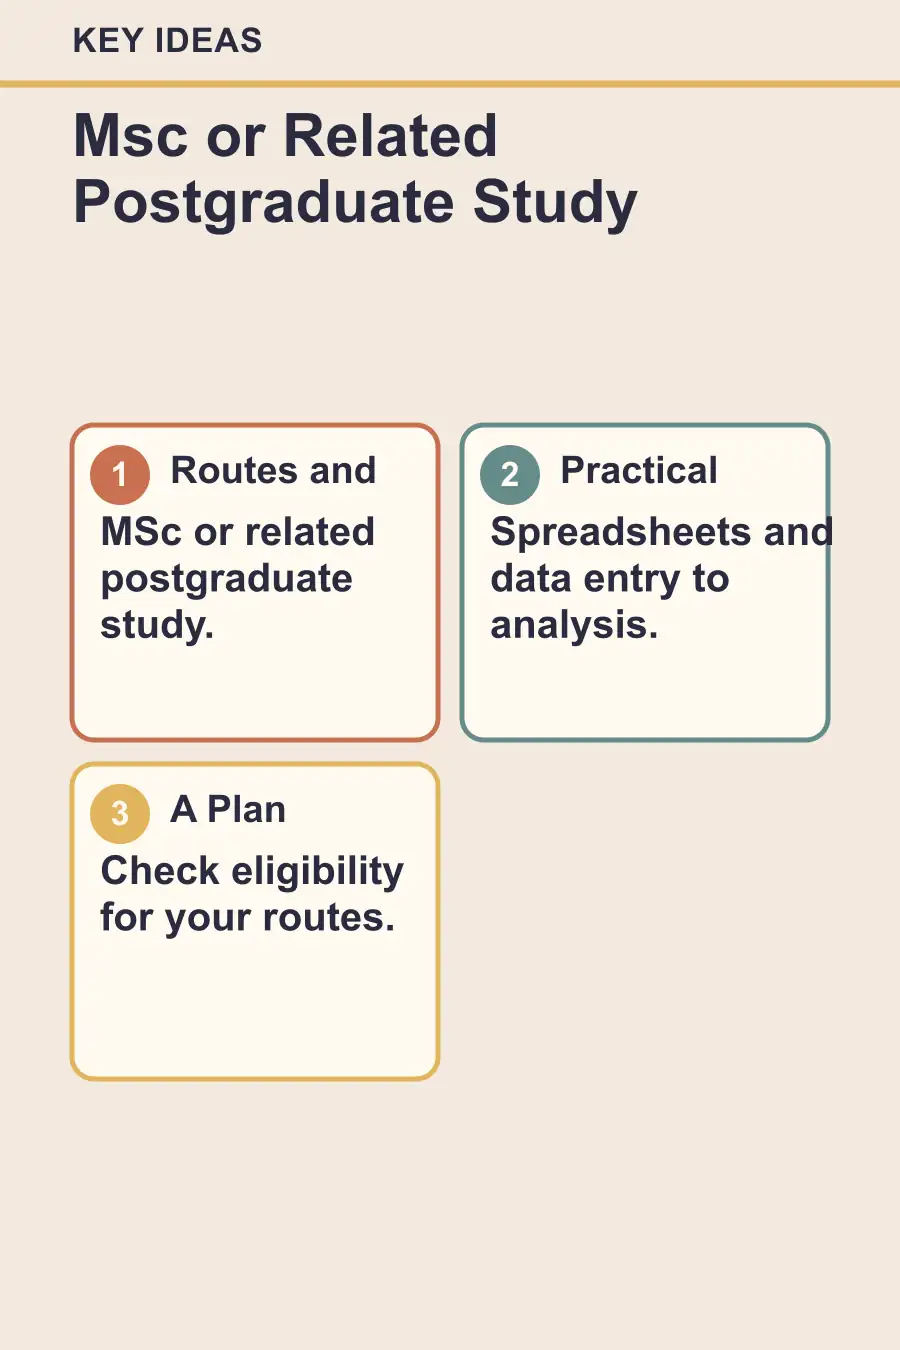 KEY IDEAS
Msc or Related
Postgraduate Study
1 Routes and
MSc or related
postgraduate
study.
2 Practical
Spreadsheets and
data entry to
analysis.
3 A Plan
Check eligibility
for your routes.